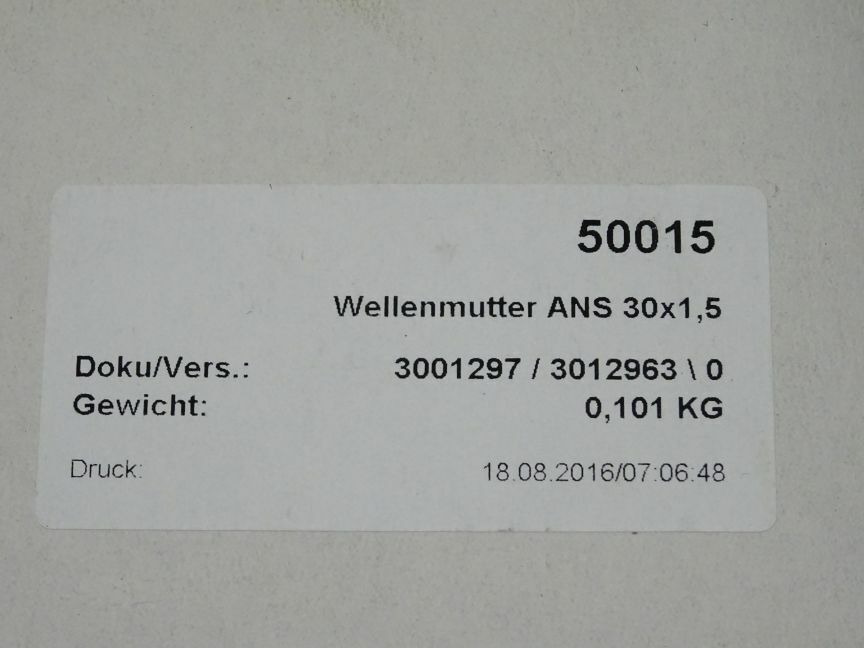 50015
Wellenmutter ANS 30x1,5
Doku/Vers.: 3001297 / 3012963 \ 0
Gewicht: 0,101 KG
Druck: 18.08.2016/07:06:48